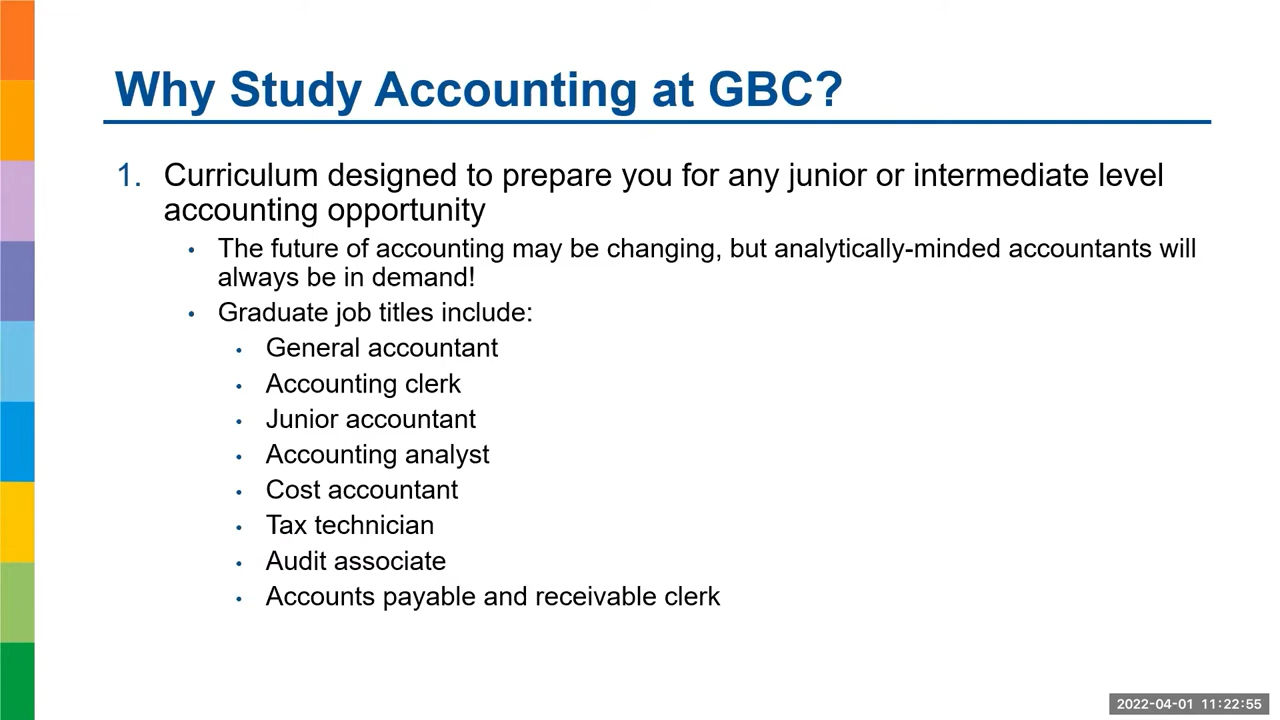 Why Study Accounting at GBC?
1. Curriculum designed to prepare you for any junior or intermediate level
accounting opportunity
• The future of accounting may be changing, but analytically-minded accountants will
always be in demand!
• Graduate job titles include:
• General accountant
• Accounting clerk
• Junior accountant
• Accounting analyst
• Cost accountant
• Tax technician
• Audit associate
• Accounts payable and receivable clerk
2022-04-01 11:22:55